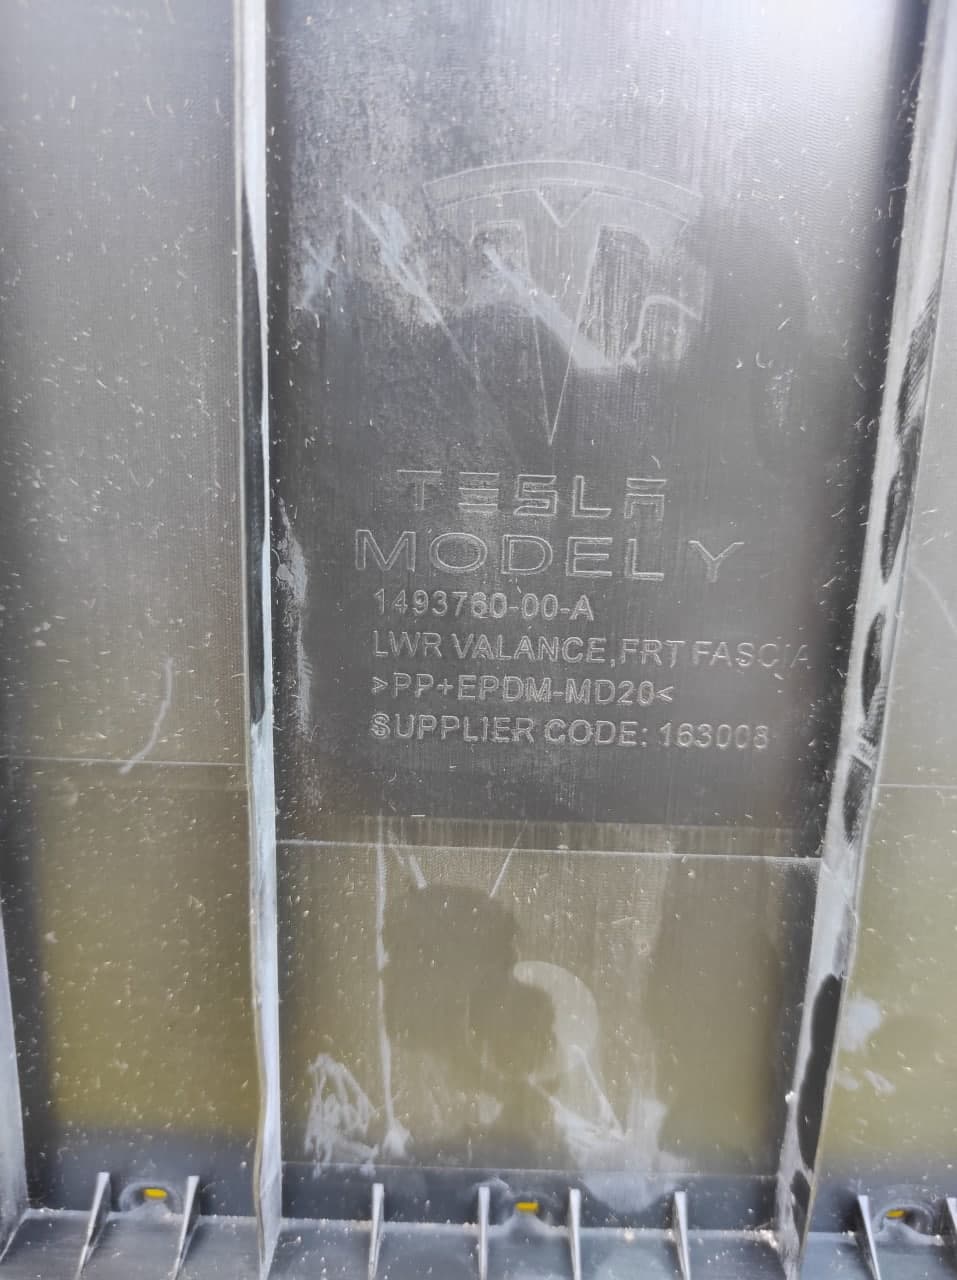 TESLA
MODEL Y
1493760-00-A
LWR VALANCE,FRT FASCIA
>PP+EPDM-MD20<
SUPPLIER CODE: 163008